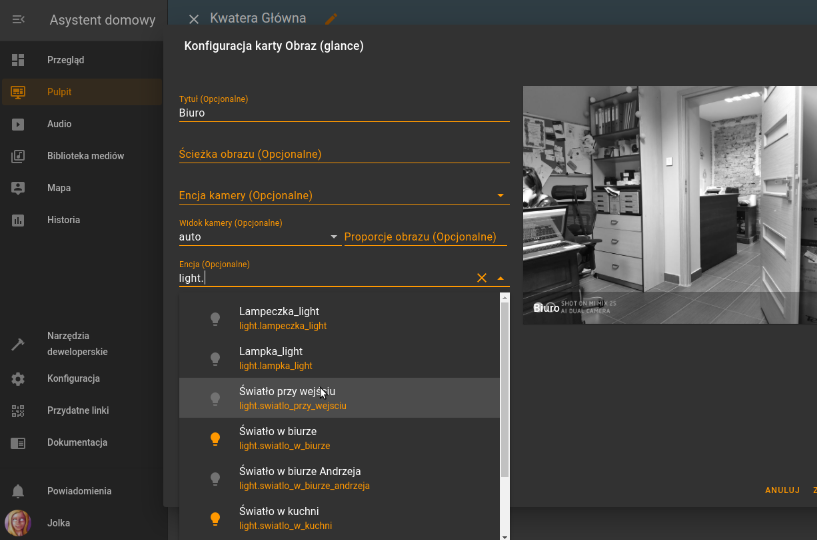 Asystent domowy
Kwatera Główna
Konfiguracja karty Obraz (glance)
Przegląd
Pulpit
Audio
Biblioteka mediów
Mapa
Historia
Narzędzia
deweloperskie
Konfiguracja
Przydatne linki
Dokumentacja
Powiadomienia
Jolka
Tytuł (Opcjonalne)
Biuro
Ścieżka obrazu (Opcjonalne)
Encja kamery (Opcjonalne)
Widok kamery (Opcjonalne)
auto
Proporcje obrazu (Opcjonalne)
Encja (Opcjonalne)
light.
Lampeczka_light
light.lampeczka_light
Lampka_light
light.lampka_light
Światło przy wejściu
light.swiatlo_przy_wejsciu
Światło w biurze
light.swiatlo_w_biurze
Światło w biurze Andrzeja
light.swiatlo_w_biurze_andrzeja
Światło w kuchni
light.swiatlo_w_kuchni
Biuro
SHOT ON MI MIX 2S
AI DUAL CAMERA
ANULUJ